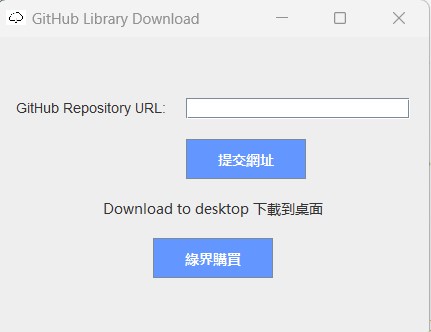 GitHub Library Download
GitHub Repository URL:
提交網址
Download to desktop 下載到桌面
綠界購買